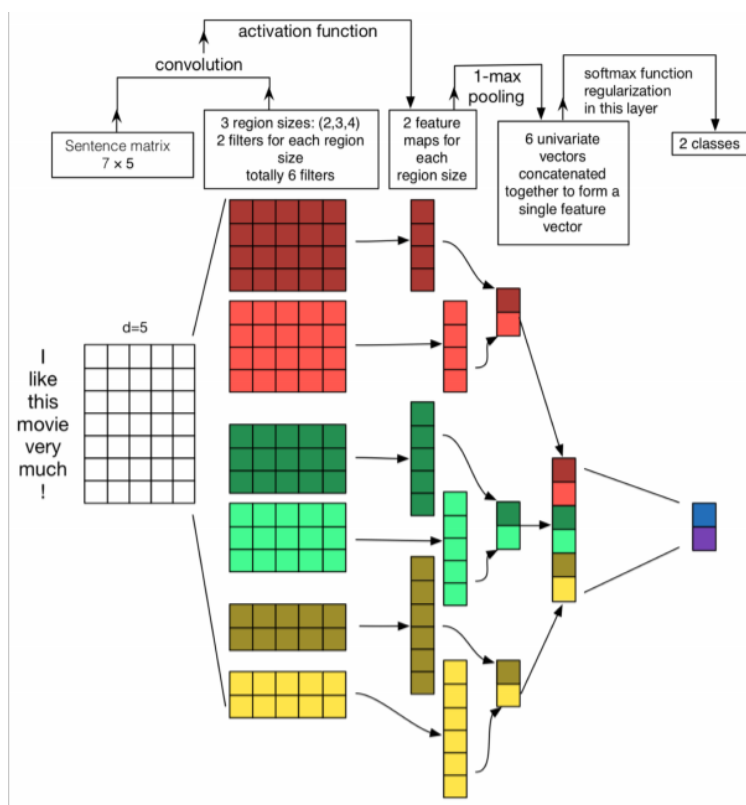 activation function
convolution
1-max
pooling
softmax function
regularization
in this layer
Sentence matrix
7 × 5
3 region sizes: (2,3,4)
2 filters for each region
size
totally 6 filters
2 feature
maps for
each
region size
6 univariate
vectors
concatenated
together to form a
single feature
vector
2 classes
d=5
I
like
this
movie
very
much
!